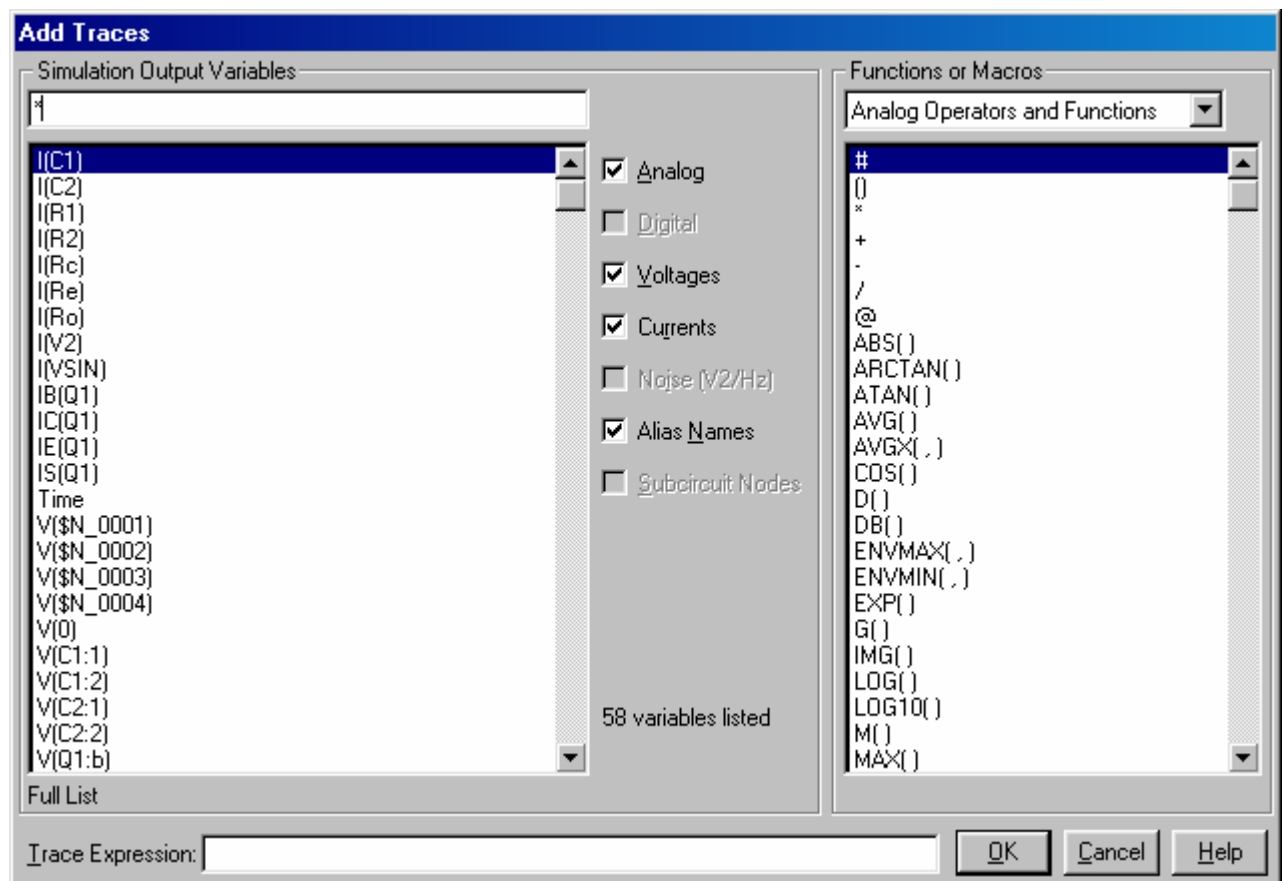 Add Traces
Simulation Output Variables
*
I(C1)
I(C2)
I(R1)
I(R2)
I(Rc)
I(Re)
I(Ro)
I(V2)
I(VSIN)
IB(Q1)
IC(Q1)
IE(Q1)
IS(Q1)
Time
V($N_0001)
V($N_0002)
V($N_0003)
V($N_0004)
V(0)
V(C1:1)
V(C1:2)
V(C2:1)
V(C2:2)
V(Q1:b)
Full List
Analog
Digital
Voltages
Currents
Noise (V2/Hz)
Alias Names
Subcircuit Nodes
58 variables listed
Functions or Macros
Analog Operators and Functions
#
()
*
+
-
/
@
ABS( )
ARCTAN( )
ATAN( )
AVG( )
AVGX( , )
COS( )
D( )
DB( )
ENVMAX( , )
ENVMIN( , )
EXP( )
G( )
IMG( )
LOG( )
LOG10( )
M( )
MAX( )
Trace Expression:
OK
Cancel
Help